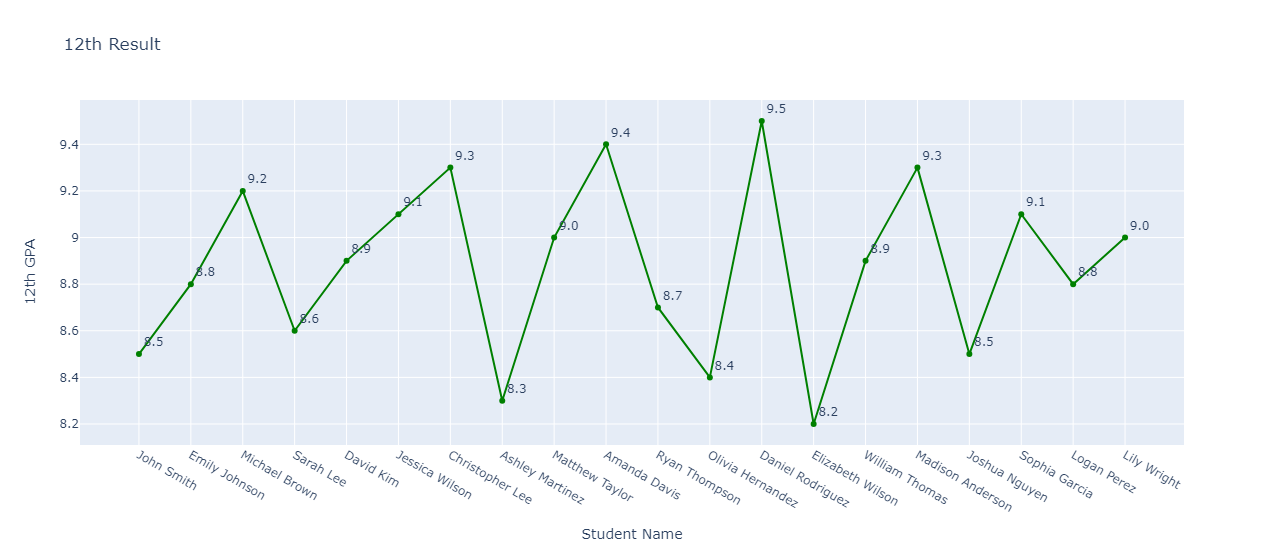 12th Result
12th GPA
9.4
9.2
9
8.8
8.6
8.4
8.2
8.5
8.8
9.2
8.6
8.9
9.1
9.3
8.3
9.0
9.4
8.7
8.4
9.5
8.2
8.9
9.3
8.5
9.1
8.8
9.0
John Smith
Emily Johnson
Michael Brown
Sarah Lee
David Kim
Jessica Wilson
Christopher Lee
Ashley Martinez
Matthew Taylor
Amanda Davis
Ryan Thompson
Olivia Hernandez
Daniel Rodriguez
Elizabeth Wilson
William Thomas
Madison Anderson
Joshua Nguyen
Sophia Garcia
Logan Perez
Lily Wright
Student Name